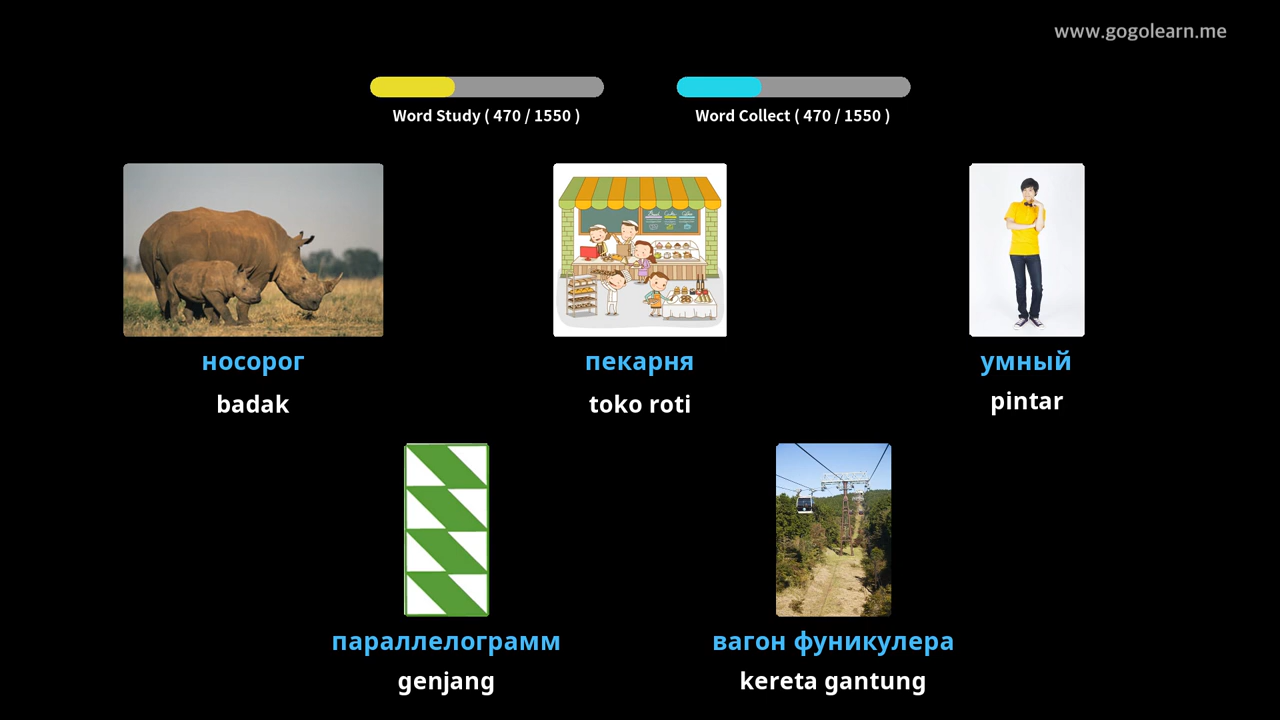 www.gogolearn.me
Word Study ( 470 / 1550 )
Word Collect ( 470 / 1550 )
носорог
пекарня
умный
badak
toko roti
pintar
параллелограмм
вагон фуникулера
genjang
kereta gantung